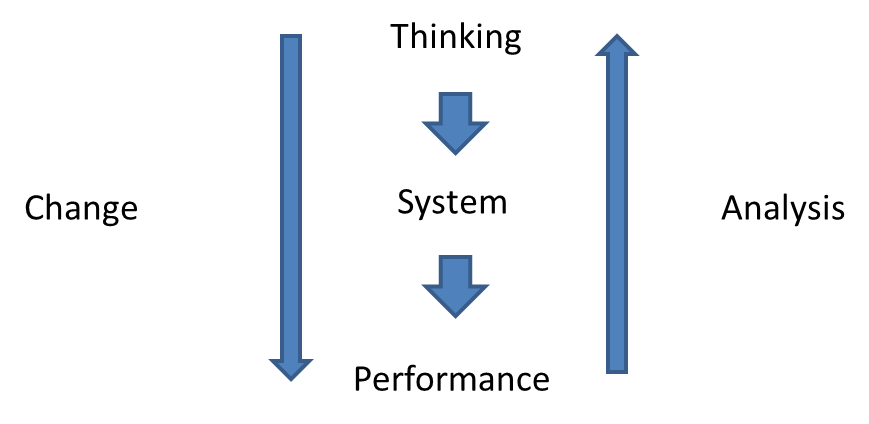 Thinking
Change
System
Analysis
Performance